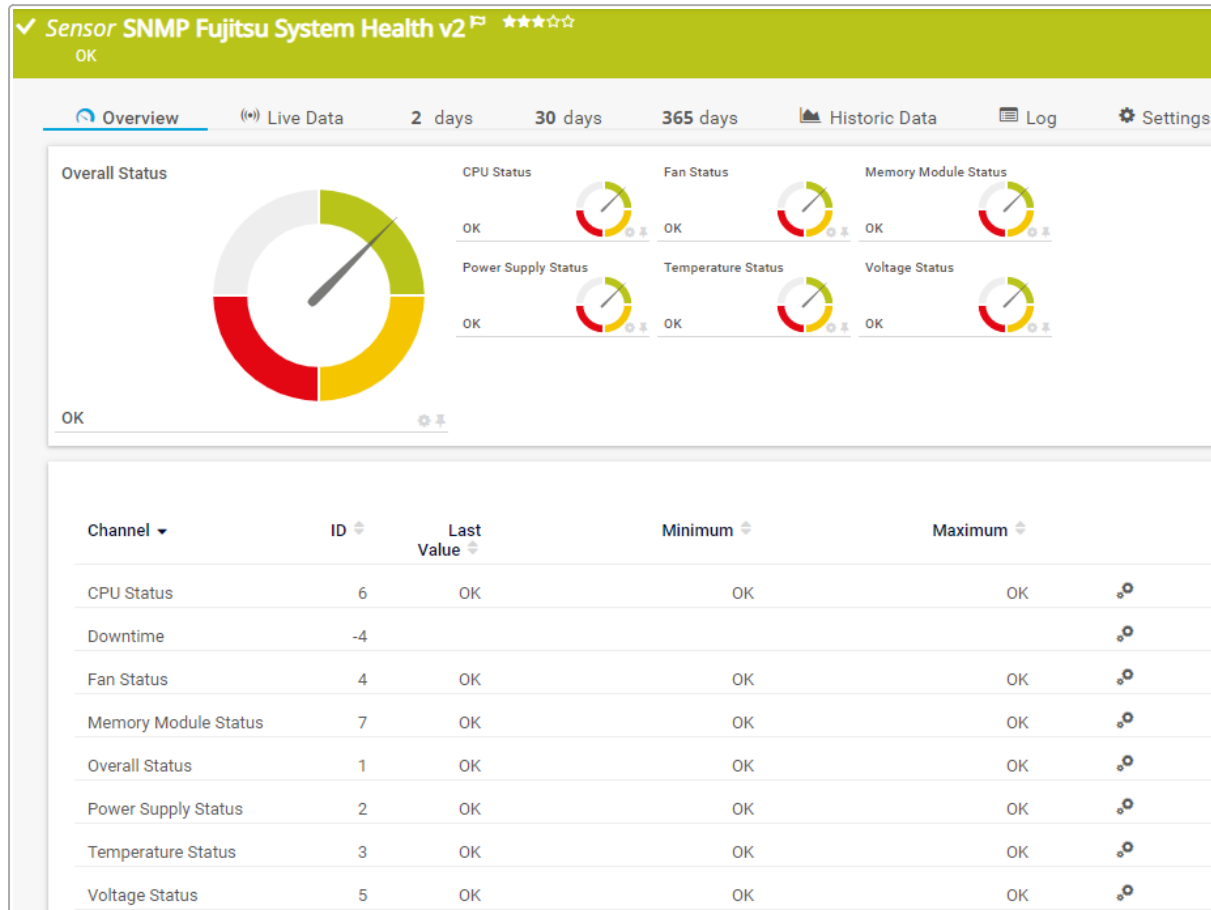 Sensor SNMP Fujitsu System Health v2
OK
Overview Live Data 2 days 30 days 365 days Historic Data Log Settings
Overall Status
OK
CPU Status
OK
Fan Status
OK
Memory Module Status
OK
Power Supply Status
OK
Temperature Status
OK
Voltage Status
OK
Channel ID Last Value Minimum Maximum
CPU Status 6 OK OK OK
Downtime -4
Fan Status 4 OK OK OK
Memory Module Status 7 OK OK OK
Overall Status 1 OK OK OK
Power Supply Status 2 OK OK OK
Temperature Status 3 OK OK OK
Voltage Status 5 OK OK OK